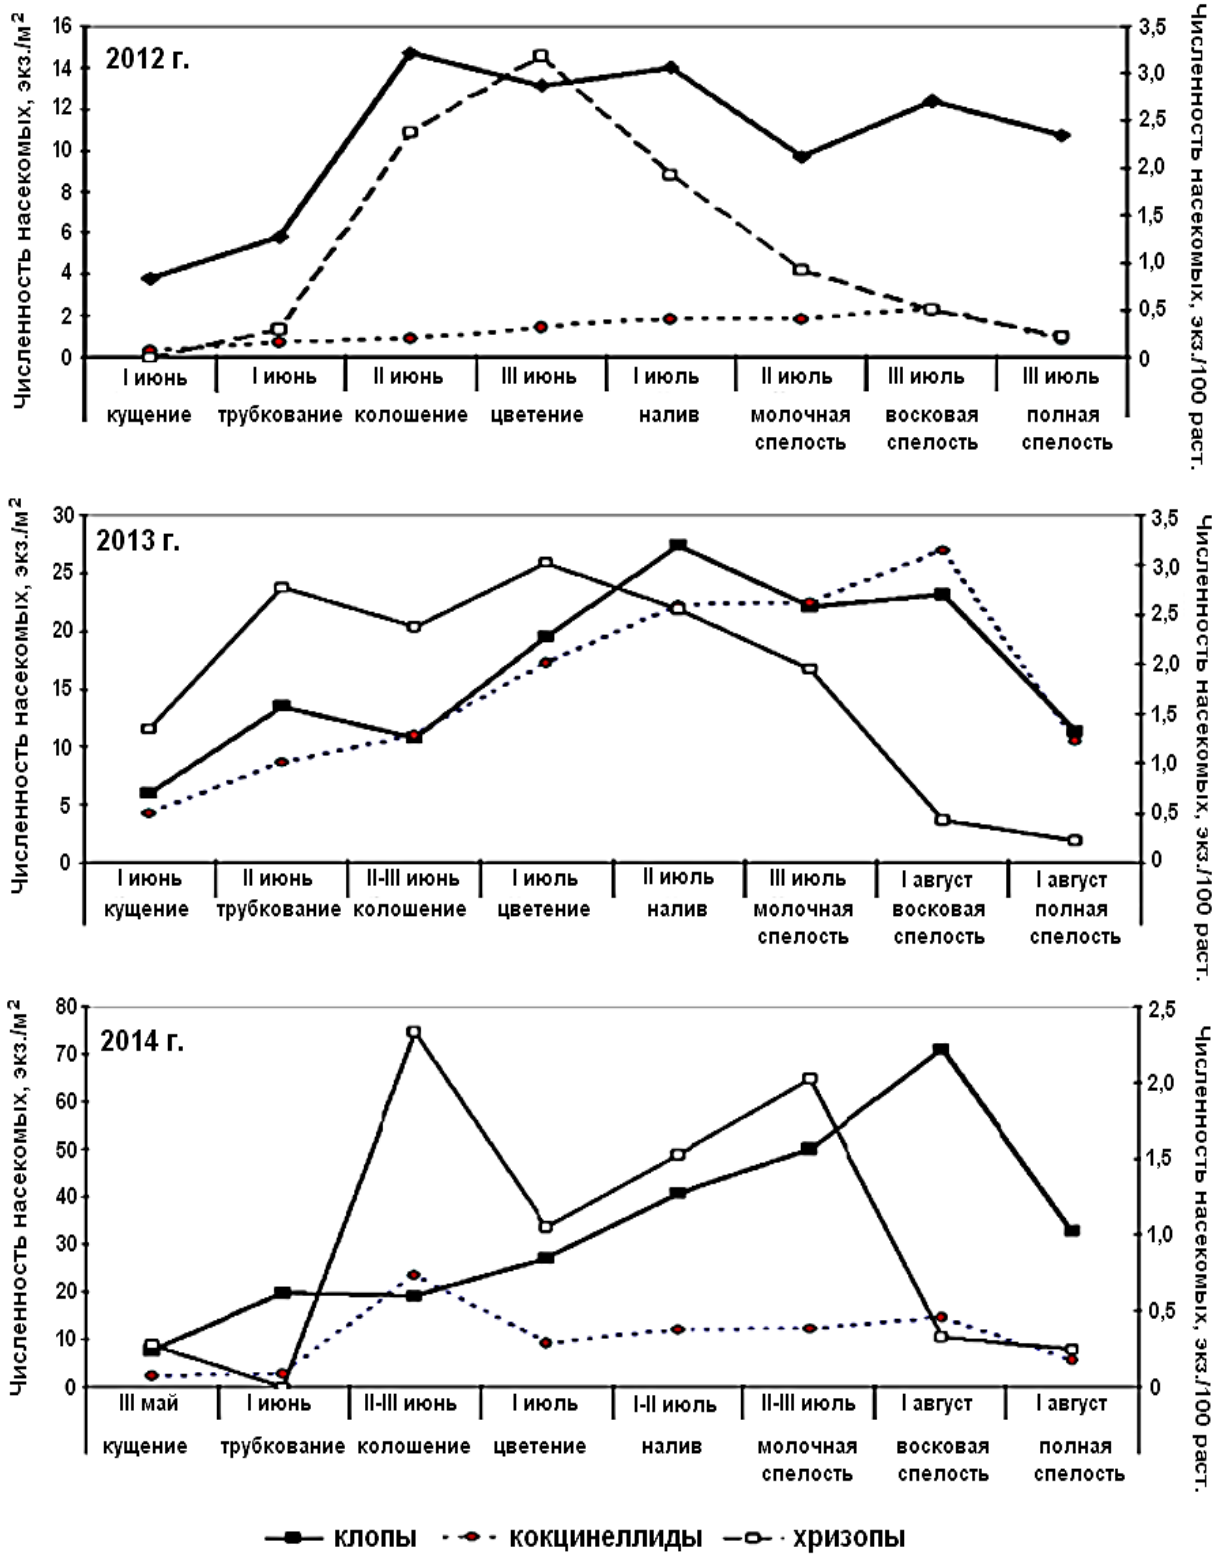 Численность насекомых, экз./м²
2012 г.
16
14
12
10
8
6
4
2
0
3,5
3,0
2,5
2,0
1,5
1,0
0,5
0
Численность насекомых, экз./100 раст.
I июнь I июнь II июнь III июнь I июль II июль III июль III июль
кущение трубкование колошение цветение налив молочная восковая полная
спелость спелость спелость
Численность насекомых, экз./м²
2013 г.
30
25
20
15
10
5
0
3,5
3,0
2,5
2,0
1,5
1,0
0,5
0
Численность насекомых, экз./100 раст.
I июнь II июнь II-III июнь I июль II июль III июль I август I август
кущение трубкование колошение цветение налив молочная восковая полная
спелость спелость спелость
Численность насекомых, экз./м²
2014 г.
80
70
60
50
40
30
20
10
0
2,5
2,0
1,5
1,0
0,5
0
Численность насекомых, экз./100 раст.
III май I июнь II-III июнь I июль I-II июль II-III июль I август I август
кущение трубкование колошение цветение налив молочная восковая полная
спелость спелость спелость
клопы кокцинеллиды хризопы